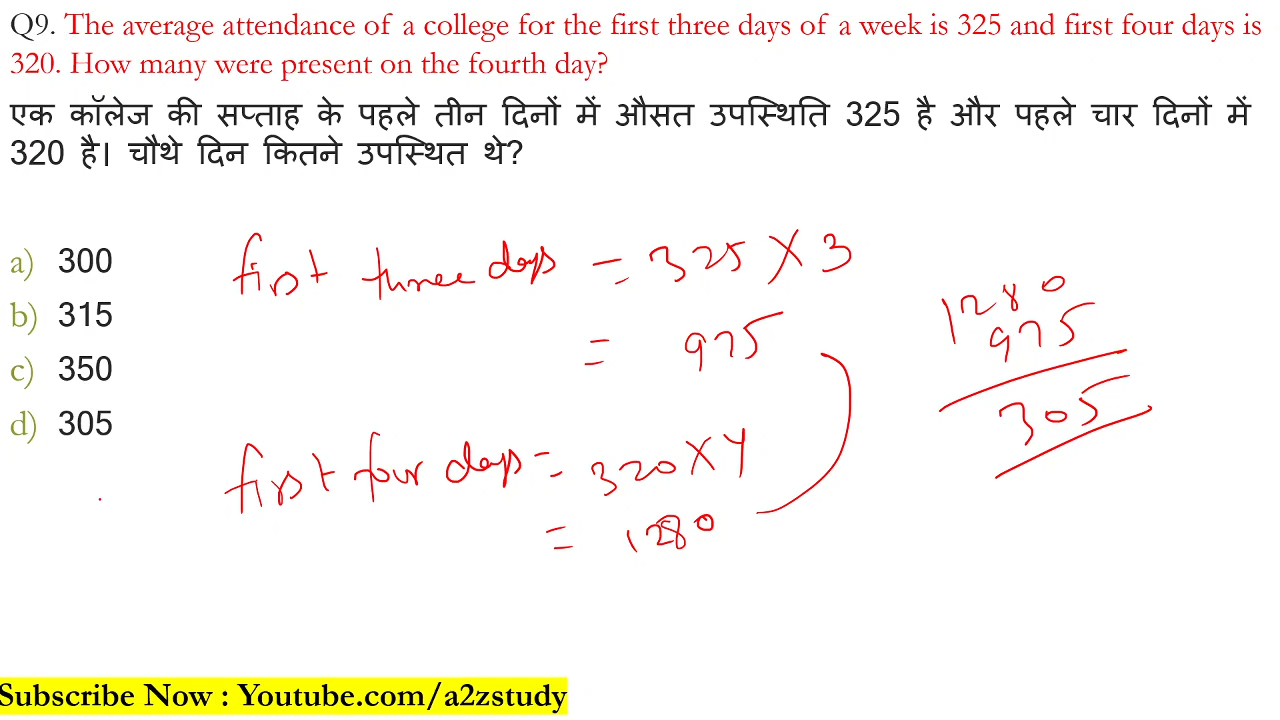 Q9. The average attendance of a college for the first three days of a week is 325 and first four days is
320. How many were present on the fourth day?
एक कॉलेज की सप्ताह के पहले तीन दिनों में औसत उपस्थिति 325 है और पहले चार दिनों में
320 है। चौथे दिन कितने उपस्थित थे?
a) 300
b) 315
c) 350
d) 305
first three days = 325 X 3
= 975
first four days = 320 X 4
= 1280
1280
975
305
Subscribe Now : Youtube.com/a2zstudy